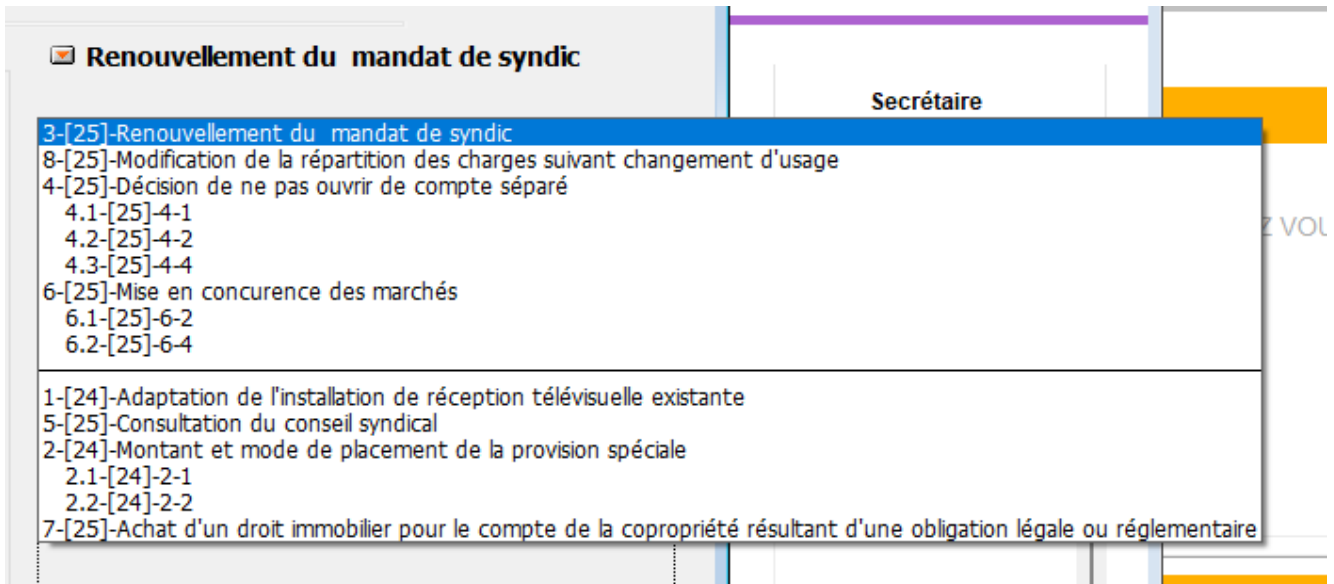 Renouvellement du  mandat de syndic
Secrétaire
3-[25]-Renouvellement du  mandat de syndic
8-[25]-Modification de la répartition des charges suivant changement d'usage
4-[25]-Décision de ne pas ouvrir de compte séparé
4.1-[25]-4-1
4.2-[25]-4-2
4.3-[25]-4-4
6-[25]-Mise en concurence des marchés
6.1-[25]-6-2
6.2-[25]-6-4
1-[24]-Adaptation de l'installation de réception télévisuelle existante
5-[25]-Consultation du conseil syndical
2-[24]-Montant et mode de placement de la provision spéciale
2.1-[24]-2-1
2.2-[24]-2-2
7-[25]-Achat d'un droit immobilier pour le compte de la copropriété résultant d'une obligation légale ou réglementaire